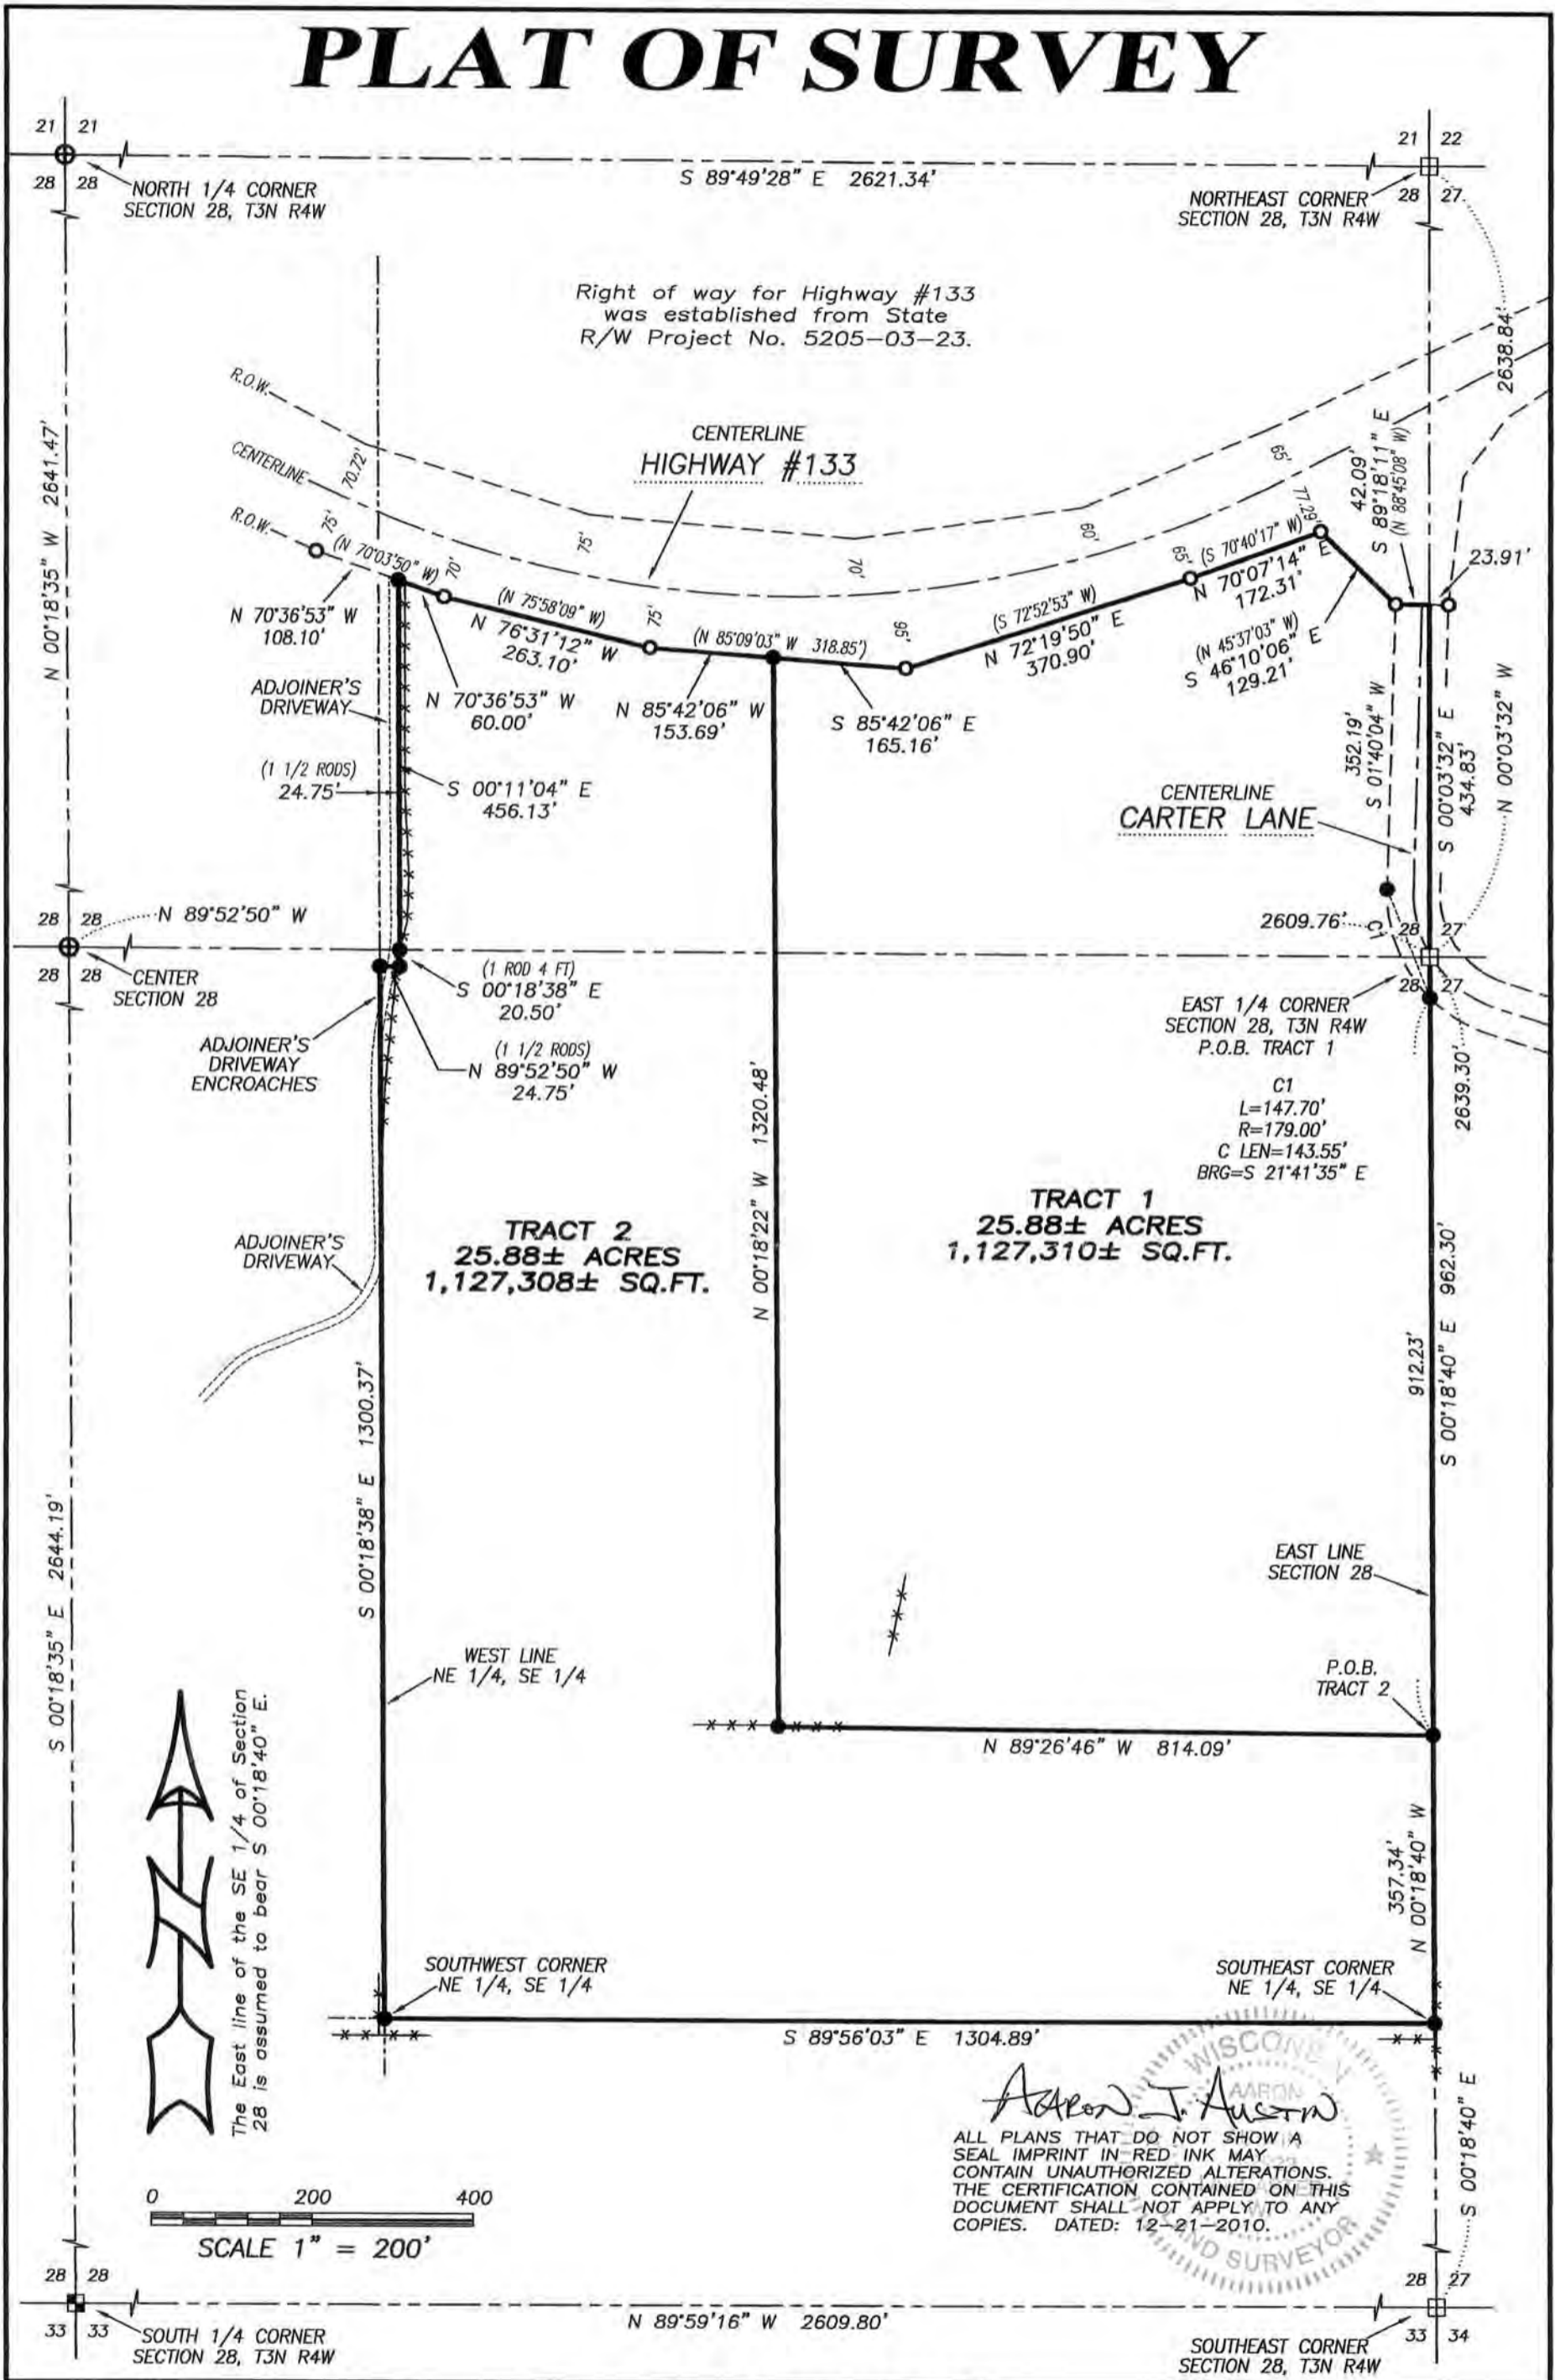 PLAT OF SURVEY
21 21
28 28
NORTH 1/4 CORNER
SECTION 28, T3N R4W
S 89°49'28" E 2621.34'
21 22
28 27
NORTHEAST CORNER
SECTION 28, T3N R4W
2638.84'
Right of way for Highway #133
was established from State
R/W Project No. 5205-03-23.
N 00°18'35" W 2641.47'
R.O.W.
CENTERLINE
R.O.W.
70.72'
75'
CENTERLINE
HIGHWAY #133
75'
70'
60'
65'
77.29'
42.09'
S 89°18'11" E
(N 88°45'08" W)
23.91'
(N 70°03'50" W)
70'
N 70°36'53" W
108.10'
(N 75°58'09" W)
N 76°31'12" W
263.10'
75'
(N 85°09'03" W 318.85')
95'
(S 72°52'53" W)
N 72°19'50" E
370.90'
65'
(S 70°40'17" W)
N 70°07'14" E
172.31'
(N 45°37'03" W)
S 46°10'06" E
129.21'
ADJOINER'S
DRIVEWAY
N 70°36'53" W
60.00'
N 85°42'06" W
153.69'
S 85°42'06" E
165.16'
(1 1/2 RODS)
24.75'
S 00°11'04" E
456.13'
352.19'
S 01°40'04" W
S 00°03'32" E
434.83'
N 00°03'32" W
CENTERLINE
CARTER LANE
28 28
N 89°52'50" W
28 28
CENTER
SECTION 28
2609.76'
C1
28 27
28 27
(1 ROD 4 FT)
S 00°18'38" E
20.50'
EAST 1/4 CORNER
SECTION 28, T3N R4W
P.O.B. TRACT 1
ADJOINER'S
DRIVEWAY
ENCROACHES
(1 1/2 RODS)
N 89°52'50" W
24.75'
2639.30'
C1
L=147.70'
R=179.00'
C LEN=143.55'
BRG=S 21°41'35" E
N 00°18'22" W 1320.48'
TRACT 1
25.88± ACRES
1,127,310± SQ.FT.
TRACT 2
25.88± ACRES
1,127,308± SQ.FT.
ADJOINER'S
DRIVEWAY
912.23'
S 00°18'40" E 962.30'
S 00°18'38" E 1300.37'
S 00°18'35" E 2644.19'
EAST LINE
SECTION 28
WEST LINE
NE 1/4, SE 1/4
P.O.B.
TRACT 2
N 89°26'46" W 814.09'
The East line of the SE 1/4 of Section
28 is assumed to bear S 00°18'40" E.
357.34'
N 00°18'40" W
SOUTHWEST CORNER
NE 1/4, SE 1/4
SOUTHEAST CORNER
NE 1/4, SE 1/4
S 89°56'03" E 1304.89'
WISCONSIN
AARON
LAND SURVEYOR
AARON J. AUSTIN
ALL PLANS THAT DO NOT SHOW A
SEAL IMPRINT IN RED INK MAY
CONTAIN UNAUTHORIZED ALTERATIONS.
THE CERTIFICATION CONTAINED ON THIS
DOCUMENT SHALL NOT APPLY TO ANY
COPIES. DATED: 12-21-2010.
S 00°18'40" E
0 200 400
SCALE 1" = 200'
28 28
33 33
SOUTH 1/4 CORNER
SECTION 28, T3N R4W
N 89°59'16" W 2609.80'
28 27
33 34
SOUTHEAST CORNER
SECTION 28, T3N R4W